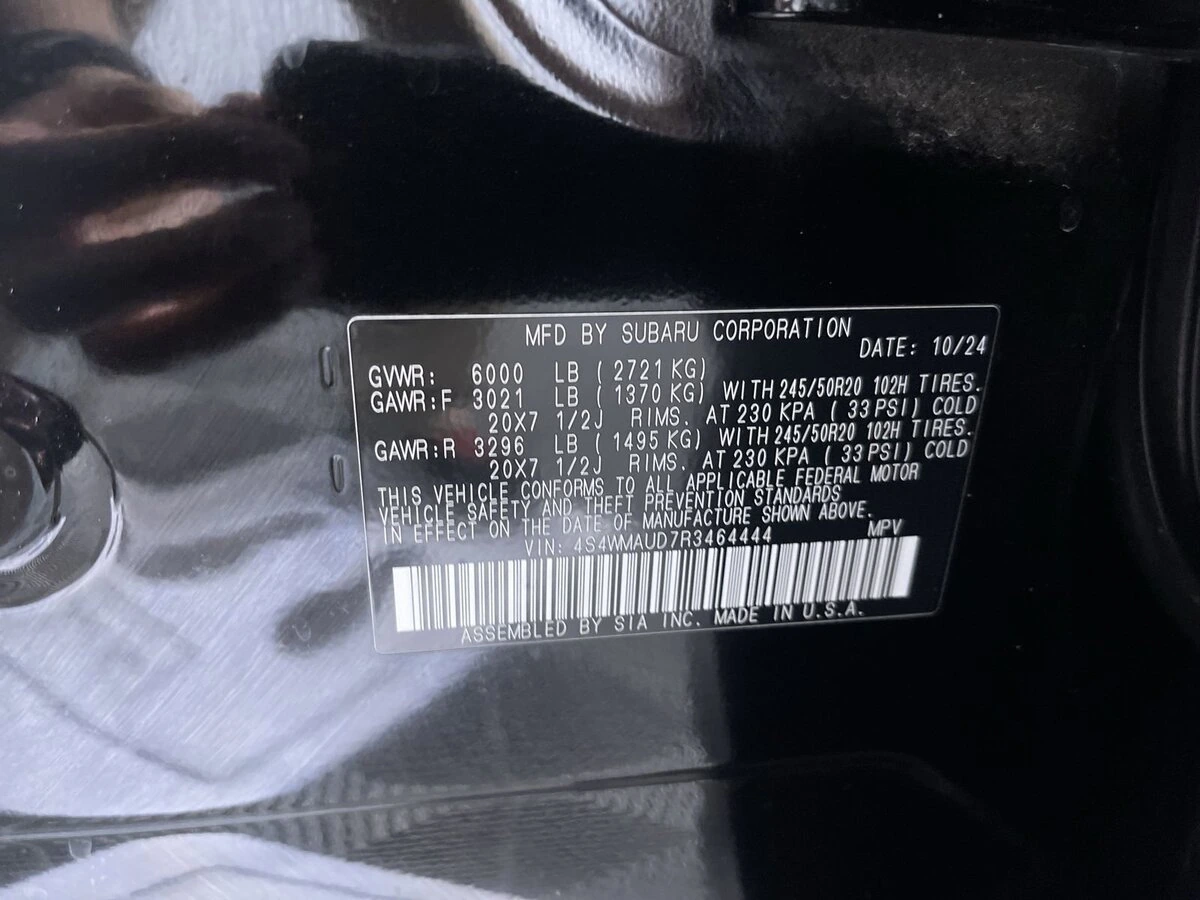 MFD BY SUBARU CORPORATION
DATE: 10/24
GVWR: 6000 LB (2721 KG)
GAWR:F 3021 LB (1370 KG) WITH 245/50R20 102H TIRES.
20X7 1/2J RIMS. AT 230 KPA (33 PSI) COLD
GAWR:R 3296 LB (1495 KG) WITH 245/50R20 102H TIRES.
20X7 1/2J RIMS. AT 230 KPA (33 PSI) COLD
THIS VEHICLE CONFORMS TO ALL APPLICABLE FEDERAL MOTOR
VEHICLE SAFETY AND THEFT PREVENTION STANDARDS
IN EFFECT ON THE DATE OF MANUFACTURE SHOWN ABOVE.
VIN: 4S4WMAUD7R3464444 MPV
ASSEMBLED BY SIA INC. MADE IN U.S.A.